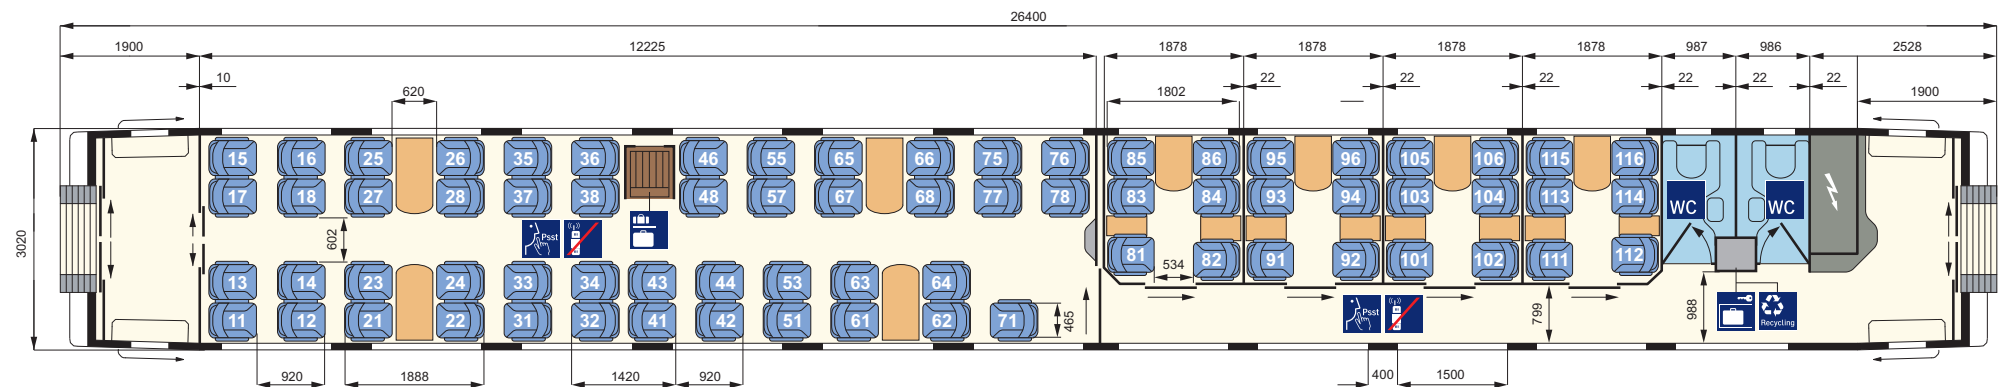 26400
1900 12225 1878 1878 1878 1878 987 986 2528
10 22 22 22 22 22 22
620 1802 1900
15 16 25 26 35 36 46 55 65 66 75 76 85 86 95 96 105 106 115 116
17 18 27 28 37 38 48 57 67 68 77 78 83 84 93 94 103 104 113 114
WC WC
3020 602 Psst
81 82 91 92 101 102 111 112
534
13 14 23 24 33 34 43 44 53 63 64
11 12 21 22 31 32 41 42 51 61 62 71
465 Psst 799 988 Recycling
920 1888 1420 920 400 1500